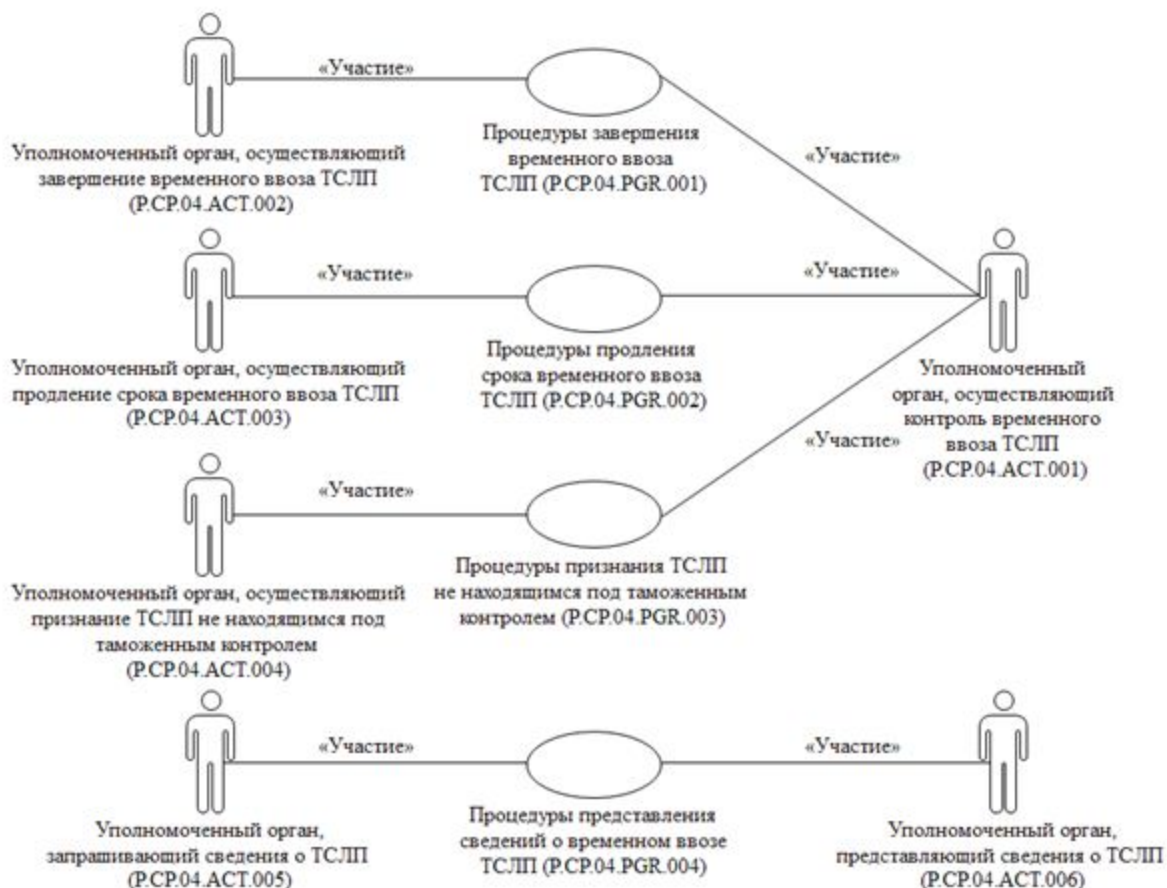 «Участие»
Процедуры завершения
временного ввоза
ТСЛП (P.CP.04.PGR.001)
Уполномоченный орган, осуществляющий
завершение временного ввоза ТСЛП
(P.CP.04.ACT.002)
«Участие»
«Участие»
«Участие»
Процедуры продления
срока временного ввоза
ТСЛП (P.CP.04.PGR.002)
Уполномоченный орган, осуществляющий
продление срока временного ввоза ТСЛП
(P.CP.04.ACT.003)
Уполномоченный
орган, осуществляющий
контроль временного
ввоза ТСЛП
(P.CP.04.ACT.001)
«Участие»
«Участие»
Процедуры признания ТСЛП
не находящимся под таможенным
контролем (P.CP.04.PGR.003)
Уполномоченный орган, осуществляющий
признание ТСЛП не находящимся под
таможенным контролем
(P.CP.04.ACT.004)
«Участие»
«Участие»
Процедуры представления
сведений о временном ввозе
ТСЛП (P.CP.04.PGR.004)
Уполномоченный орган,
запрашивающий сведения о ТСЛП
(P.CP.04.ACT.005)
Уполномоченный орган,
представляющий сведения о ТСЛП
(P.CP.04.ACT.006)